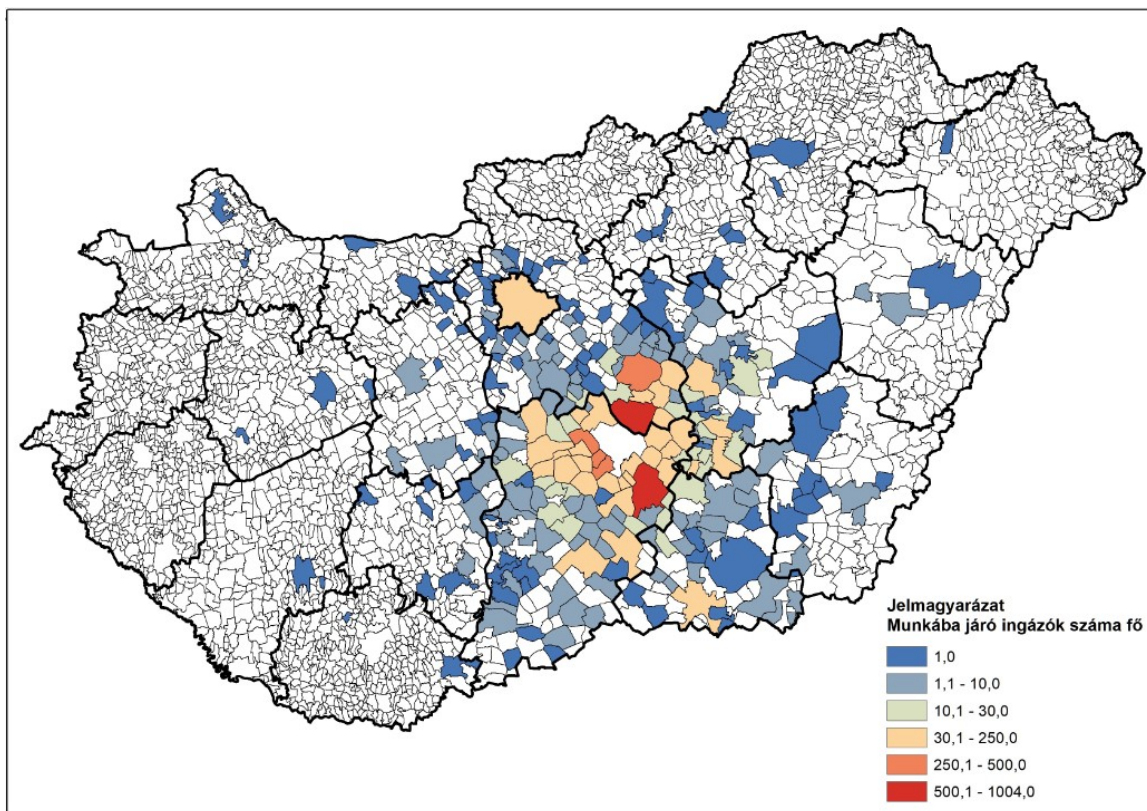 Jelmagyarázat
Munkába járó ingázók száma fő
1,0
1,1 - 10,0
10,1 - 30,0
30,1 - 250,0
250,1 - 500,0
500,1 - 1004,0